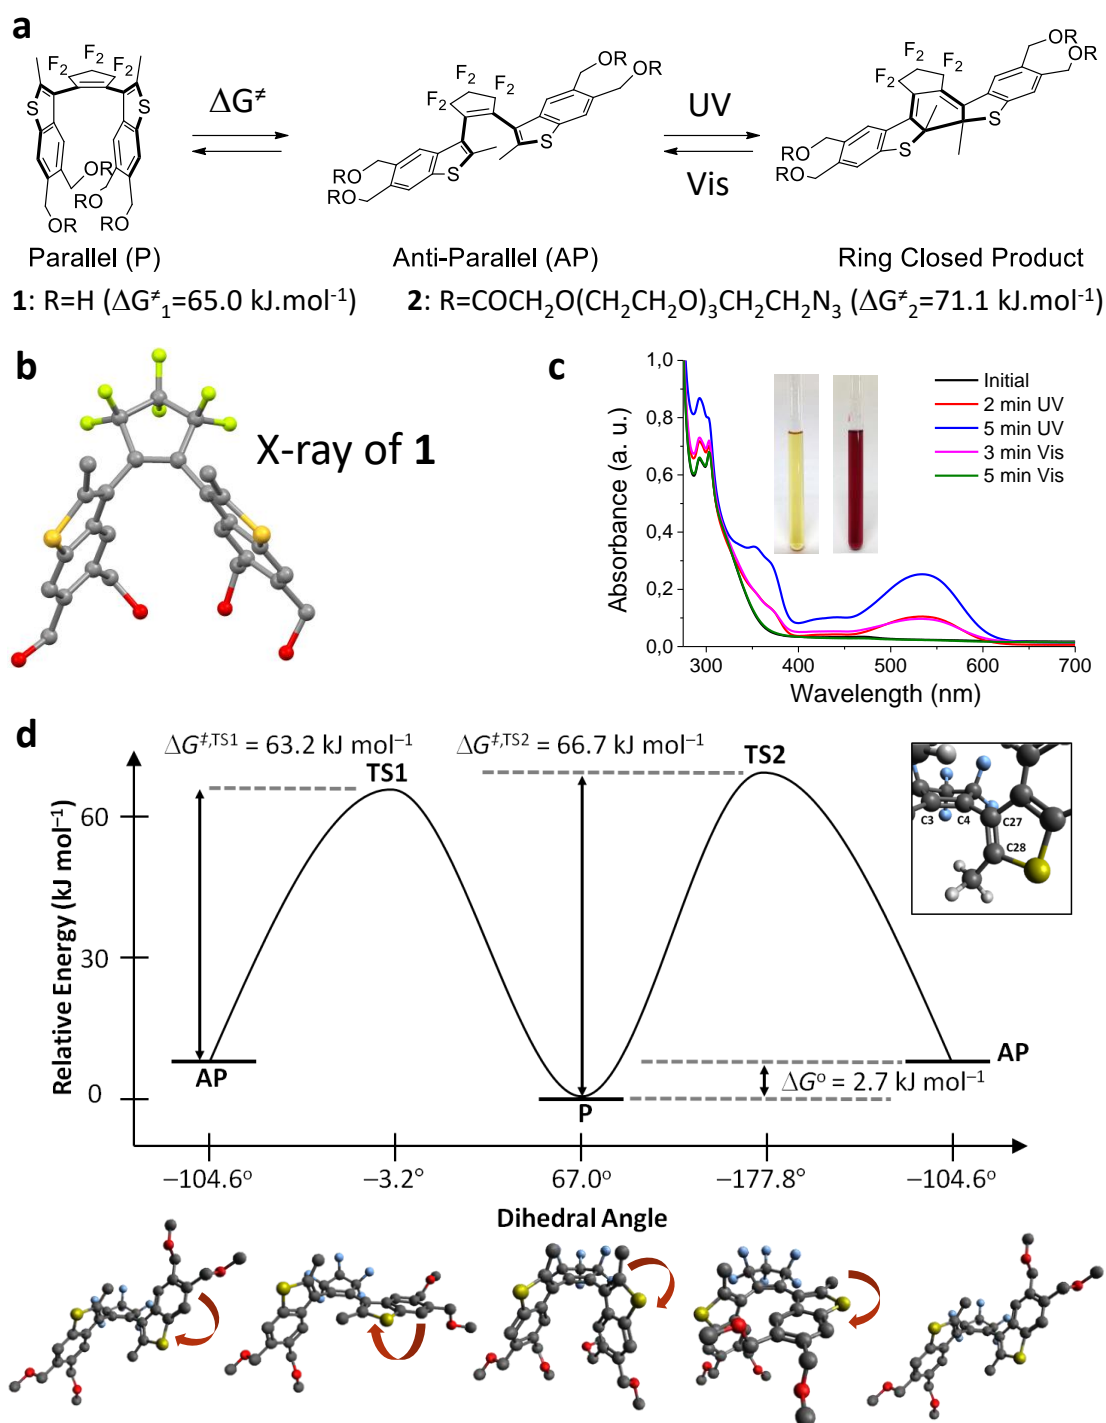 a
F₂ F₂ F₂
S S
OR
RO RO
OR OR
Parallel (P)
ΔG≠
F₂ F₂ F₂
OR
OR
S
S
RO
RO
Anti-Parallel (AP)
UV
Vis
F₂ F₂ F₂
OR
OR
S
S
RO
RO
Ring Closed Product
1: R=H (ΔG≠₁=65.0 kJ.mol⁻¹) 2: R=COCH₂O(CH₂CH₂O)₃CH₂CH₂N₃ (ΔG≠₂=71.1 kJ.mol⁻¹)
b
X-ray of 1
c
1,0
0,8
0,6
0,4
0,2
0,0
Absorbance (a. u.)
Initial
2 min UV
5 min UV
3 min Vis
5 min Vis
300 400 500 600 700
Wavelength (nm)
d
ΔG‡,TS1 = 63.2 kJ mol⁻¹
TS1
ΔG‡,TS2 = 66.7 kJ mol⁻¹
TS2
C3 C4 C27
C28
Relative Energy (kJ mol⁻¹)
60
30
0
AP
P
AP
ΔGᵒ = 2.7 kJ mol⁻¹
−104.6° −3.2° 67.0° −177.8° −104.6°
Dihedral Angle